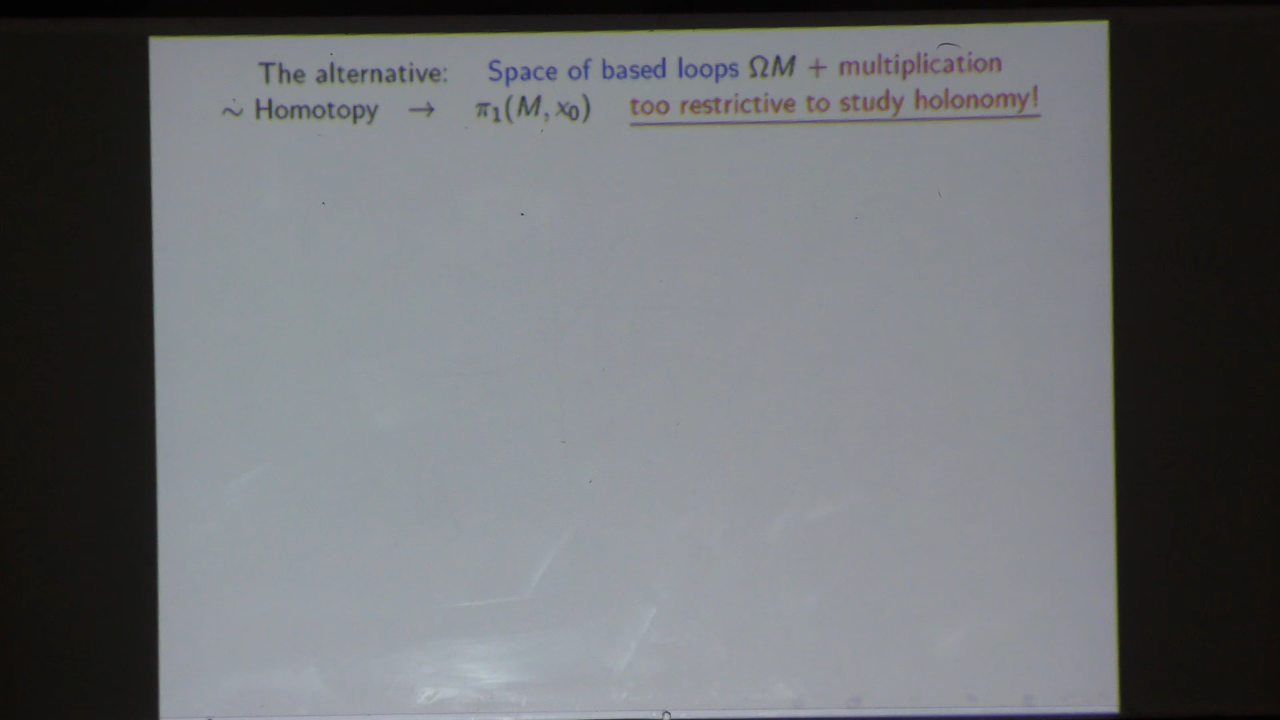 The alternative: Space of based loops ΩM + multiplication
~ Homotopy → π₁(M, x₀) too restrictive to study holonomy!